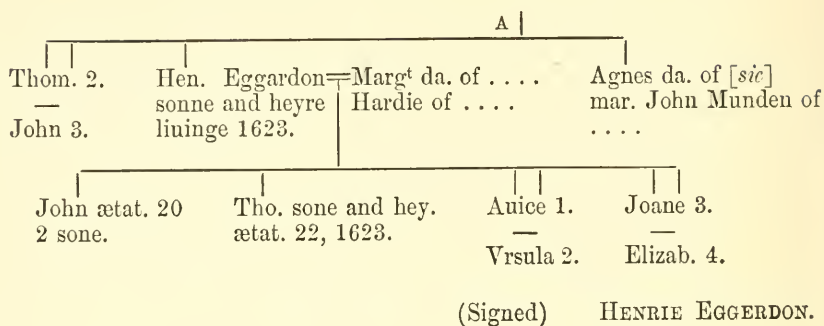 A
Thom. 2.
—
John 3.
Hen. Eggardon=Marg^t da. of . . . .
sonne and heyre
liuinge 1623.
Hardie of . . . .
Agnes da. of [sic]
mar. John Munden of
. . . .
John ætat. 20
2 sone.
Tho. sone and hey.
ætat. 22, 1623.
Auice 1.
—
Vrsula 2.
Joane 3.
—
Elizab. 4.
(Signed) HENRIE EGGERDON.